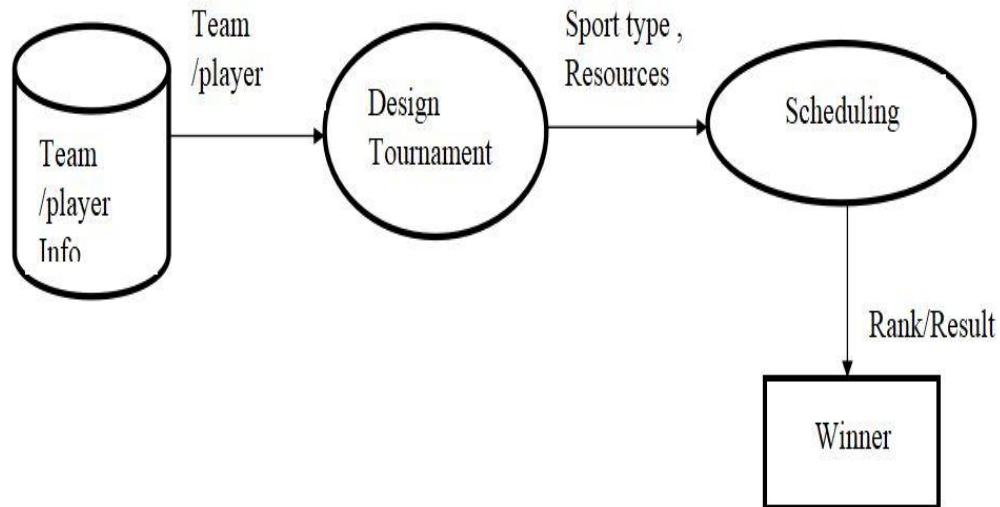 Team
/player
Info
Team
/player
Design
Tournament
Sport type ,
Resources
Scheduling
Rank/Result
Winner